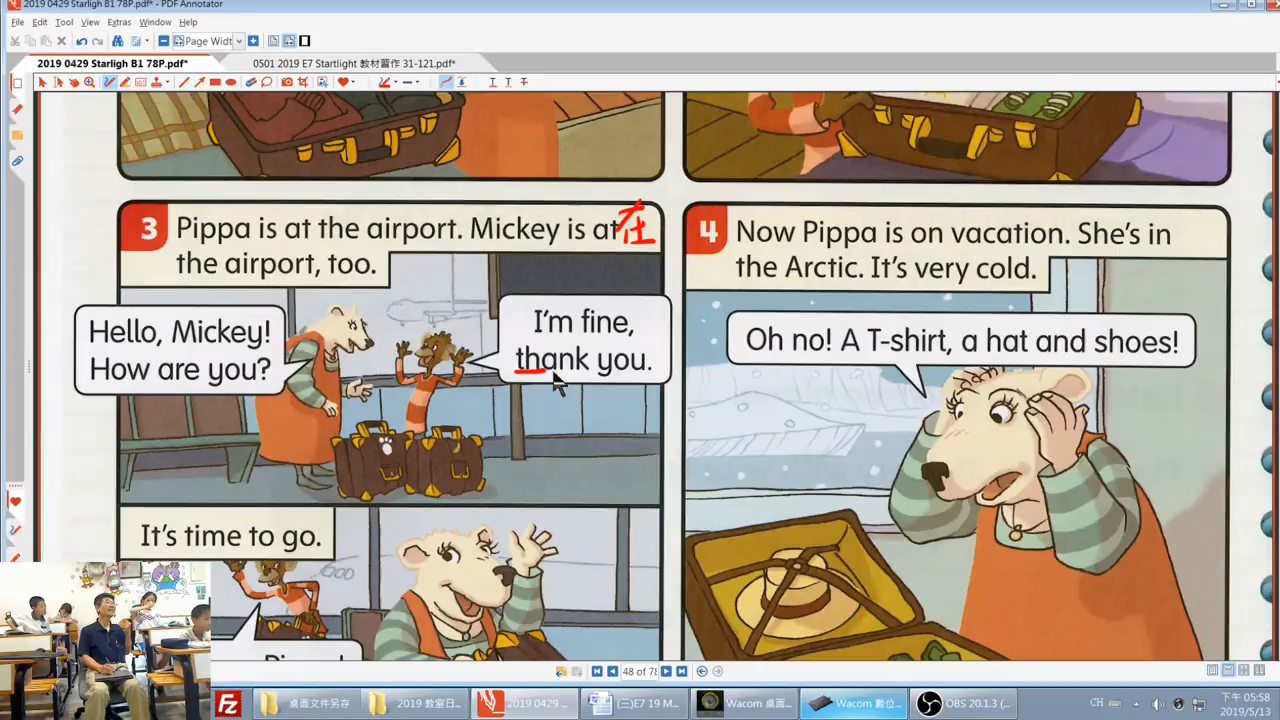 2019 0429 Starligh B1 78P.pdf* - PDF Annotator
File Edit Tool View Extras Window Help
Page Widt
2019 0429 Starligh B1 78P.pdf* 0501 2019 E7 Startlight 教材習作 31-121.pdf*
3 Pippa is at the airport. Mickey is at 在
the airport, too.
Hello, Mickey!
How are you?
I'm fine,
thank you.
It's time to go.
4 Now Pippa is on vacation. She's in
the Arctic. It's very cold.
Oh no! A T-shirt, a hat and shoes!
48 of 78
桌面文件另存 2019 教室日... 2019 0429 ... (三)E7 19 M... Wacom 桌面... Wacom 數位... OBS 20.1.3 (... CH 下午 05:58
2019/5/13